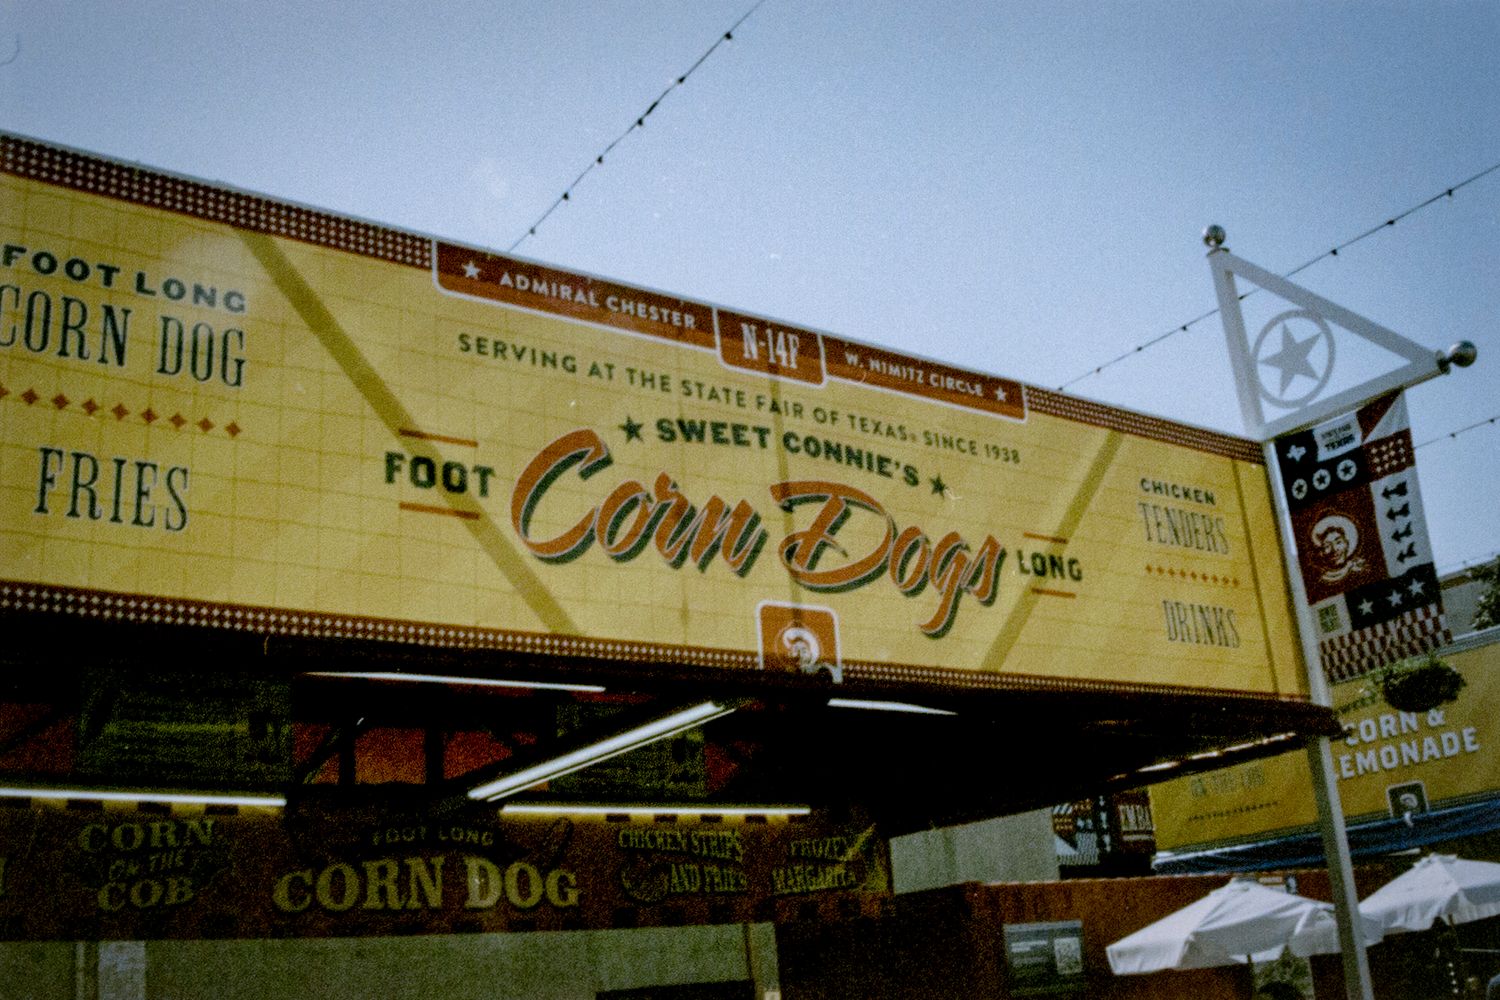 FOOT LONG
CORN DOG
FRIES
ADMIRAL CHESTER
N-14F
W. NIMITZ CIRCLE
SERVING AT THE STATE FAIR OF TEXAS® SINCE 1938
SWEET CONNIE'S
FOOT
Corn Dogs
LONG
CHICKEN
TENDERS
DRINKS
TEXAS
CORN &
LEMONADE
CORN
ON THE
COB
FOOT LONG
CORN DOG
CHICKEN STRIPS
AND FRIES
FROZEN
MARGARITA